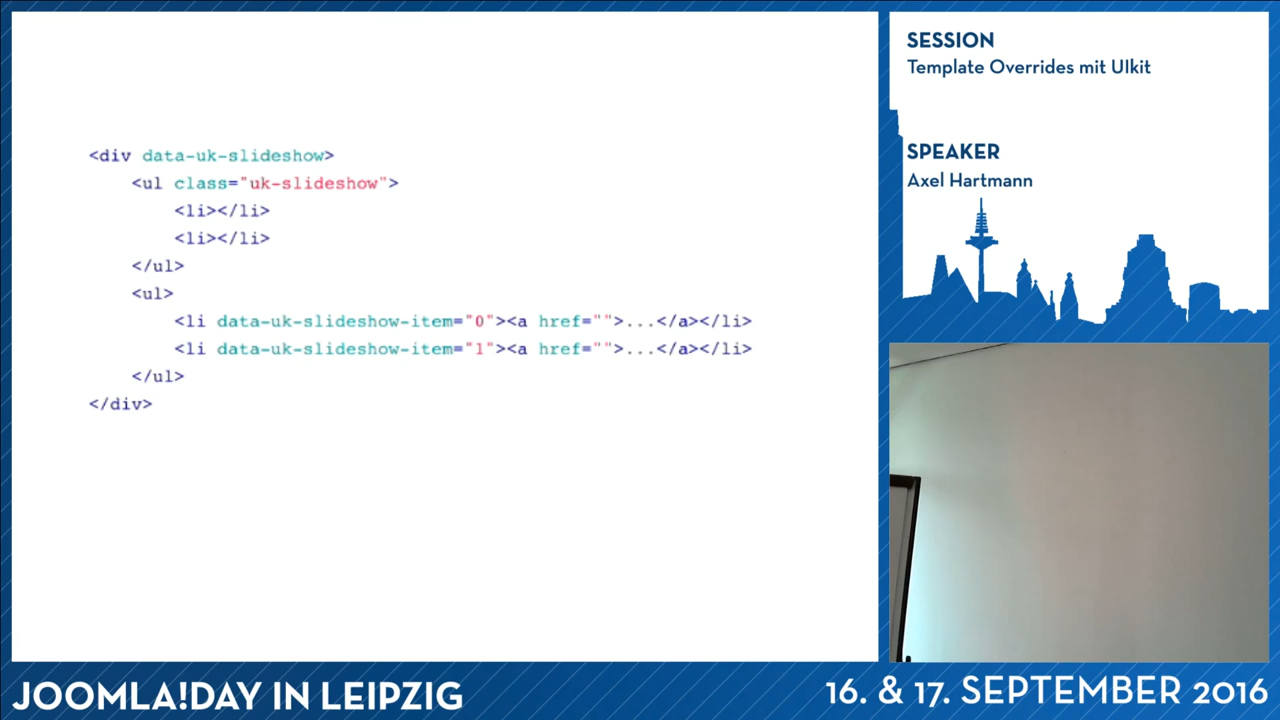 <div data-uk-slideshow>
<ul class="uk-slideshow">
<li></li>
<li></li>
</ul>
<ul>
<li data-uk-slideshow-item="0"><a href="">...</a></li>
<li data-uk-slideshow-item="1"><a href="">...</a></li>
</ul>
</div>
SESSION
Template Overrides mit UIkit
SPEAKER
Axel Hartmann
JOOMLA!DAY IN LEIPZIG
16. & 17. SEPTEMBER 2016